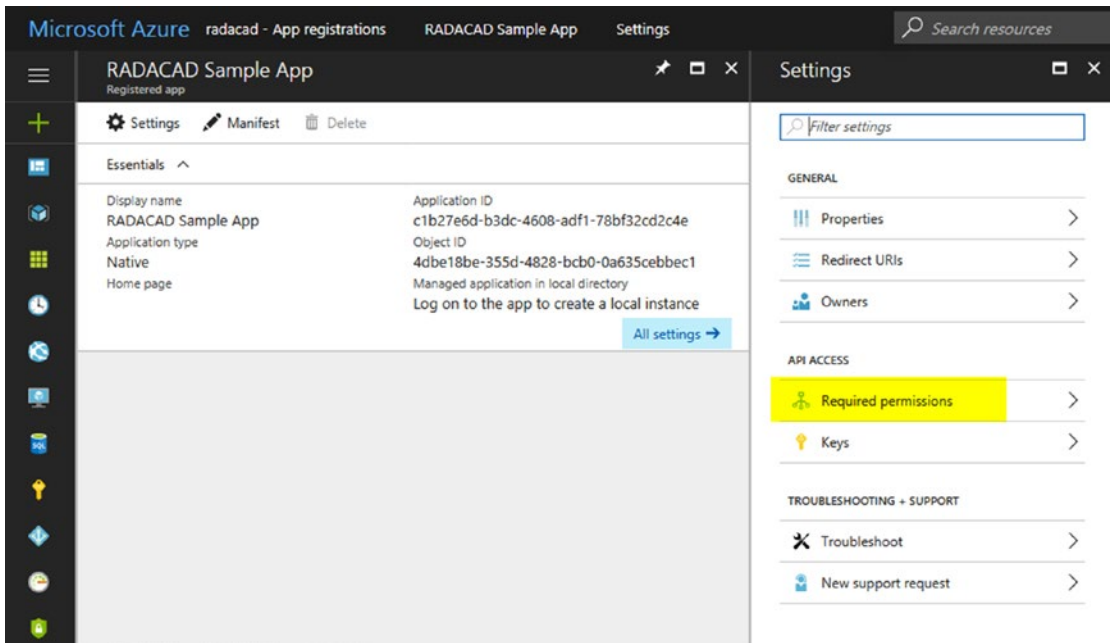 Microsoft Azure radacad - App registrations RADACAD Sample App Settings Search resources
RADACAD Sample App
Registered app
Settings Manifest Delete
Essentials
Display name
RADACAD Sample App
Application type
Native
Home page
Application ID
c1b27e6d-b3dc-4608-adf1-78bf32cd2c4e
Object ID
4dbe18be-355d-4828-bcb0-0a635cebbec1
Managed application in local directory
Log on to the app to create a local instance
All settings →
Settings
Filter settings
GENERAL
Properties
Redirect URIs
Owners
API ACCESS
Required permissions
Keys
TROUBLESHOOTING + SUPPORT
Troubleshoot
New support request
SQL